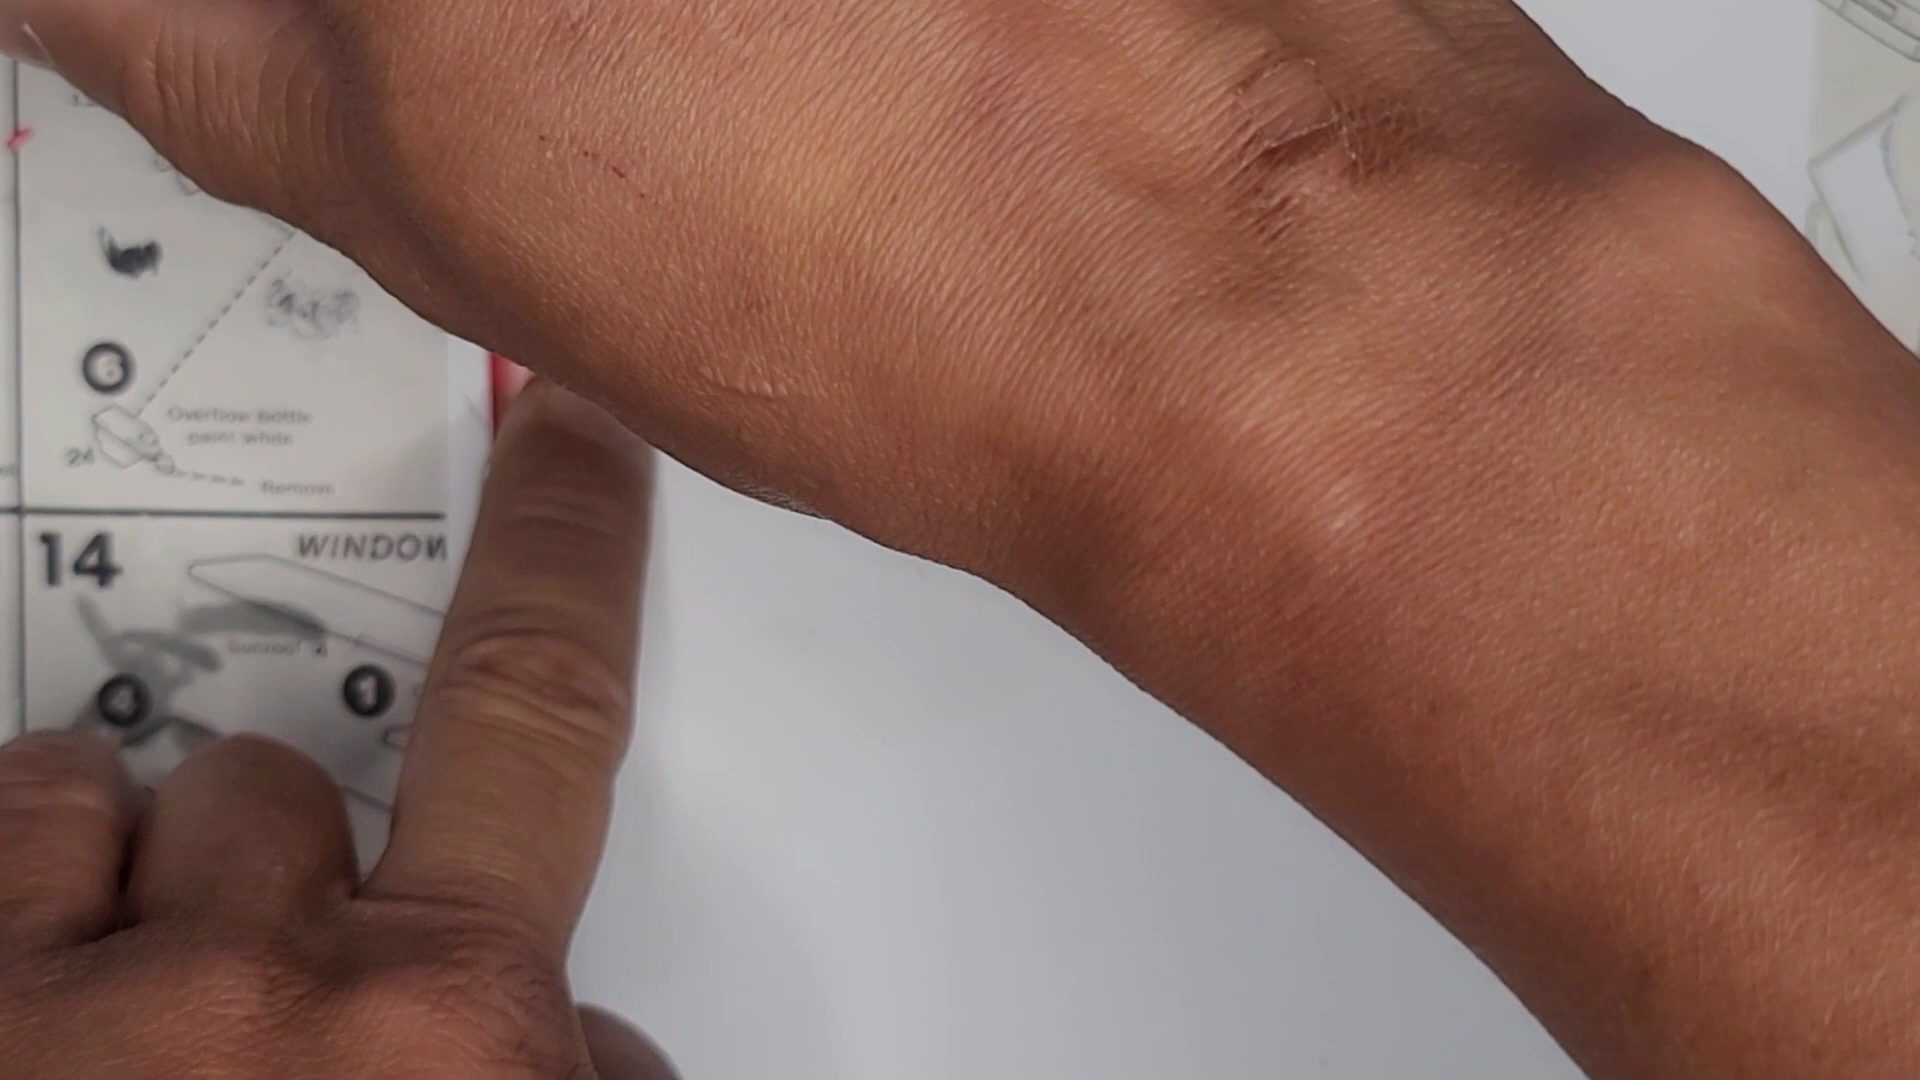 6
Overflow bottle
paint white
24
Remove
14
WINDOW
Sunroof
4
1